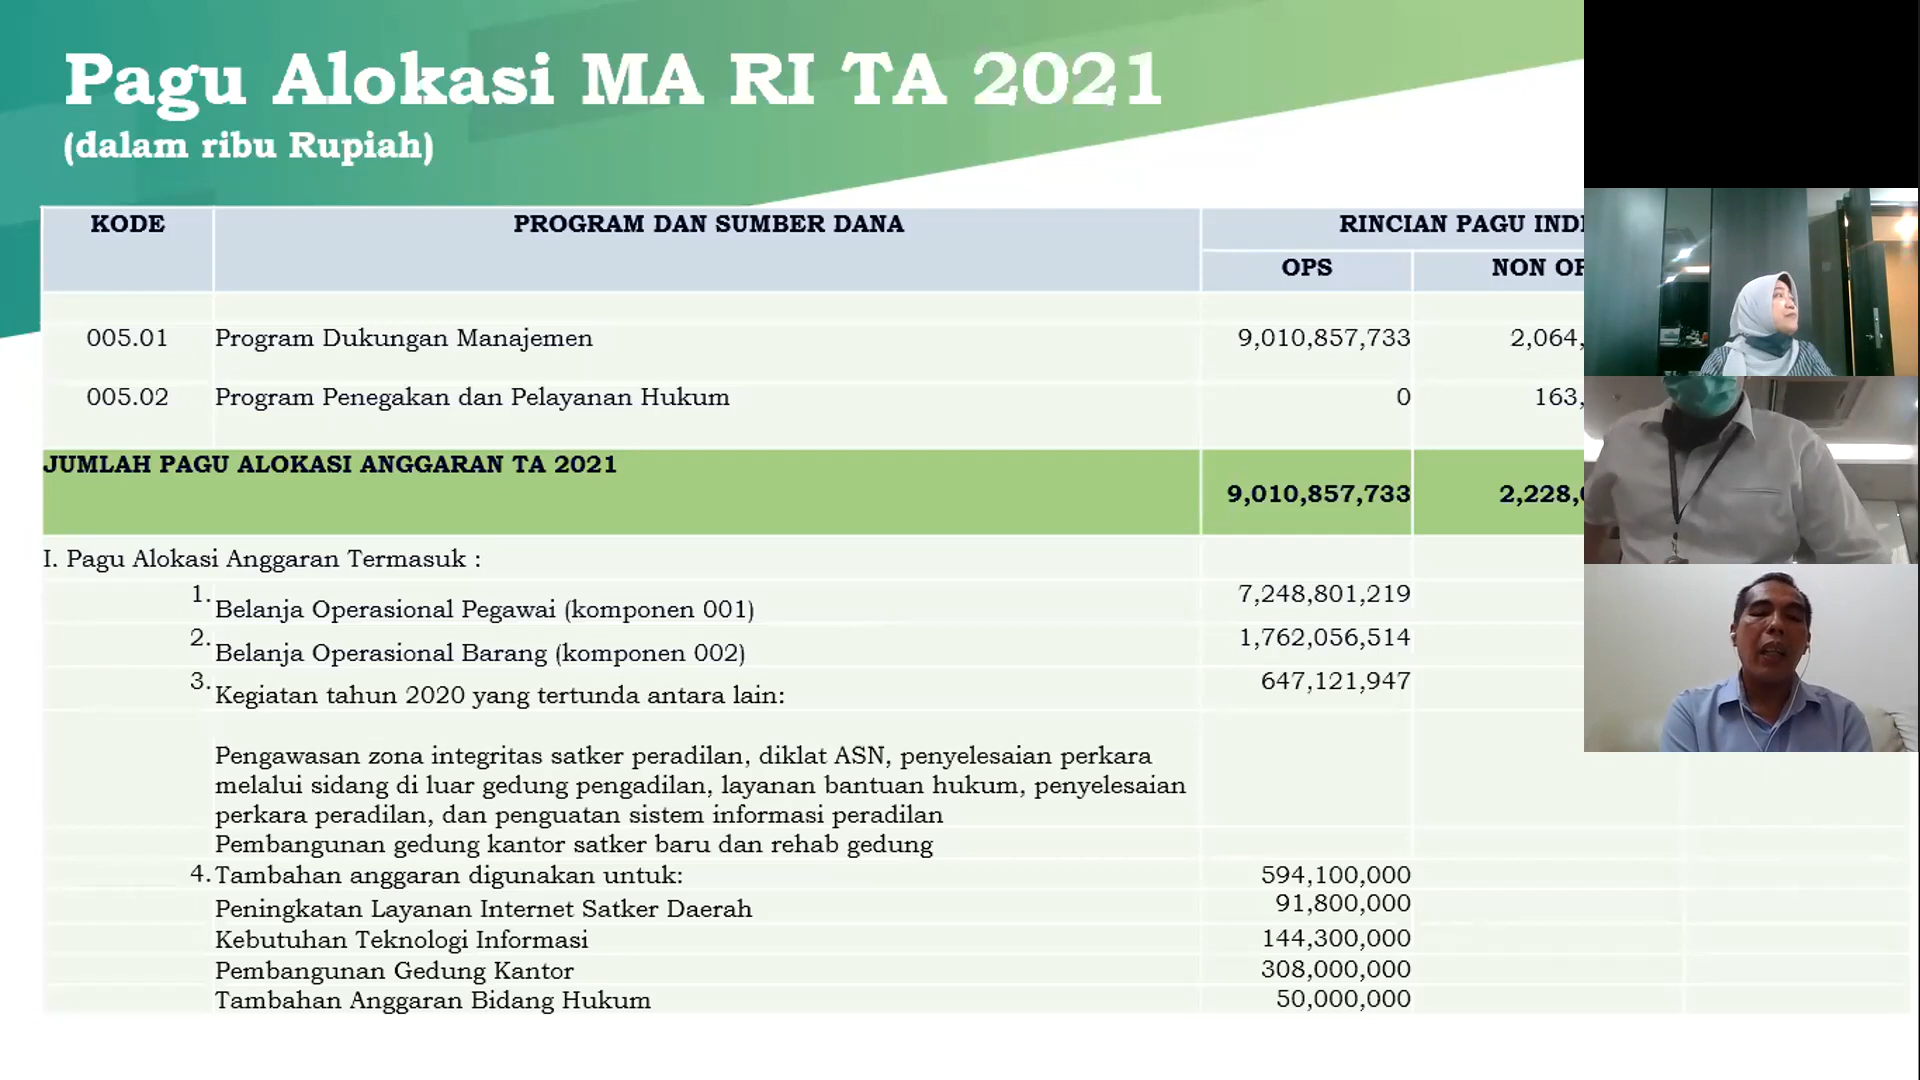 Pagu Alokasi MA RI TA 2021
(dalam ribu Rupiah)
KODE PROGRAM DAN SUMBER DANA RINCIAN PAGU
OPS NON
005.01 Program Dukungan Manajemen 9,010,857,733 2,064,
005.02 Program Penegakan dan Pelayanan Hukum 0 163,
JUMLAH PAGU ALOKASI ANGGARAN TA 2021
9,010,857,733 2,228,
I. Pagu Alokasi Anggaran Termasuk :
1. Belanja Operasional Pegawai (komponen 001) 7,248,801,219
2. Belanja Operasional Barang (komponen 002) 1,762,056,514
3. Kegiatan tahun 2020 yang tertunda antara lain: 647,121,947
Pengawasan zona integritas satker peradilan, diklat ASN, penyelesaian perkara
melalui sidang di luar gedung pengadilan, layanan bantuan hukum, penyelesaian
perkara peradilan, dan penguatan sistem informasi peradilan
Pembangunan gedung kantor satker baru dan rehab gedung
4. Tambahan anggaran digunakan untuk: 594,100,000
Peningkatan Layanan Internet Satker Daerah 91,800,000
Kebutuhan Teknologi Informasi 144,300,000
Pembangunan Gedung Kantor 308,000,000
Tambahan Anggaran Bidang Hukum 50,000,000